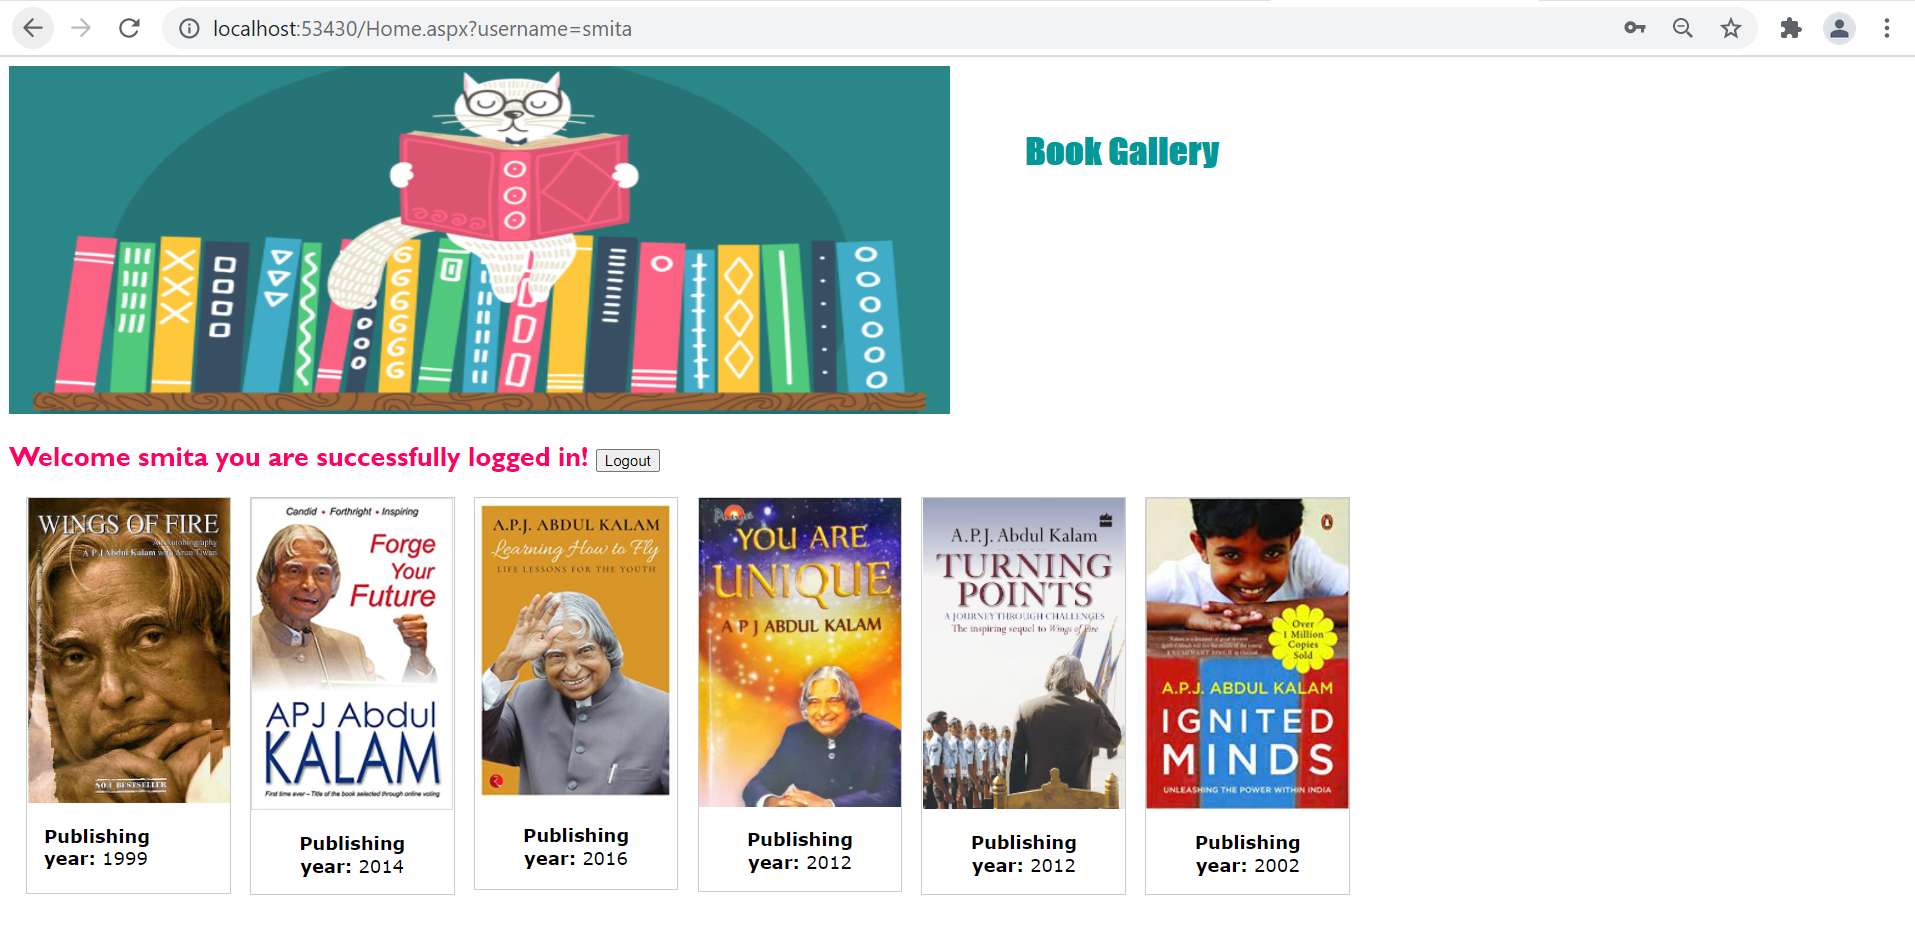 localhost:53430/Home.aspx?username=smita
Book Gallery
Welcome smita you are successfully logged in! Logout
WINGS OF FIRE
An Autobiography
A P J Abdul Kalam with Arun Tiwari
NO.1 BESTSELLER
Publishing
year: 1999
Candid • Forthright • Inspiring
Forge
Your
Future
APJ Abdul
KALAM
First time ever – Title of the book selected through online voting
Publishing
year: 2014
A.P.J. ABDUL KALAM
Learning How to Fly
LIFE LESSONS FOR THE YOUTH
Publishing
year: 2016
YOU ARE
UNIQUE
A P J ABDUL KALAM
Publishing
year: 2012
A.P.J. Abdul Kalam
TURNING
POINTS
A JOURNEY THROUGH CHALLENGES
The inspiring sequel to Wings of Fire
Publishing
year: 2012
Over
1 Million
Copies
Sold
A.P.J. ABDUL KALAM
IGNITED
MINDS
UNLEASHING THE POWER WITHIN INDIA
Publishing
year: 2002